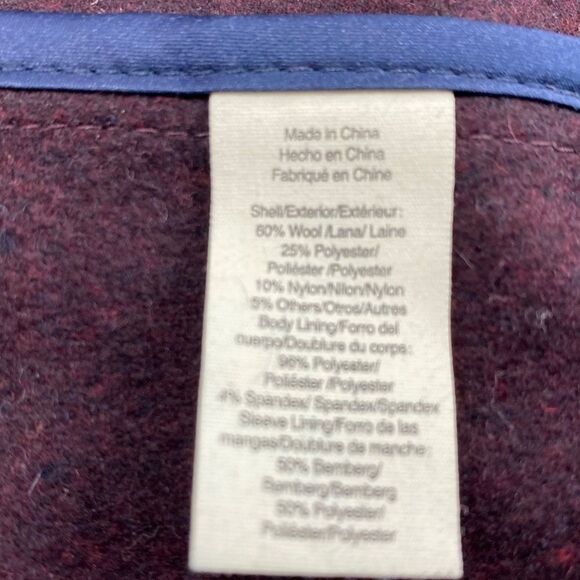 Made in China
Hecho en China
Fabriqué en Chine
Shell/Exterior/Extérieur:
60% Wool /Lana/ Laine
25% Polyester/
Poliéster /Polyester
10% Nylon/Nilon/Nylon
5% Others/Otros/Autres
Body Lining/Forro del
cuerpo/Doublure du corps:
96% Polyester/
Poliéster /Polyester
4% Spandex/ Spandex/Spandex
Sleeve Lining/Forro de las
mangas/Doublure de manche:
50% Bemberg/
Bemberg/Bemberg
50% Polyester/
Poliéster/Polyester